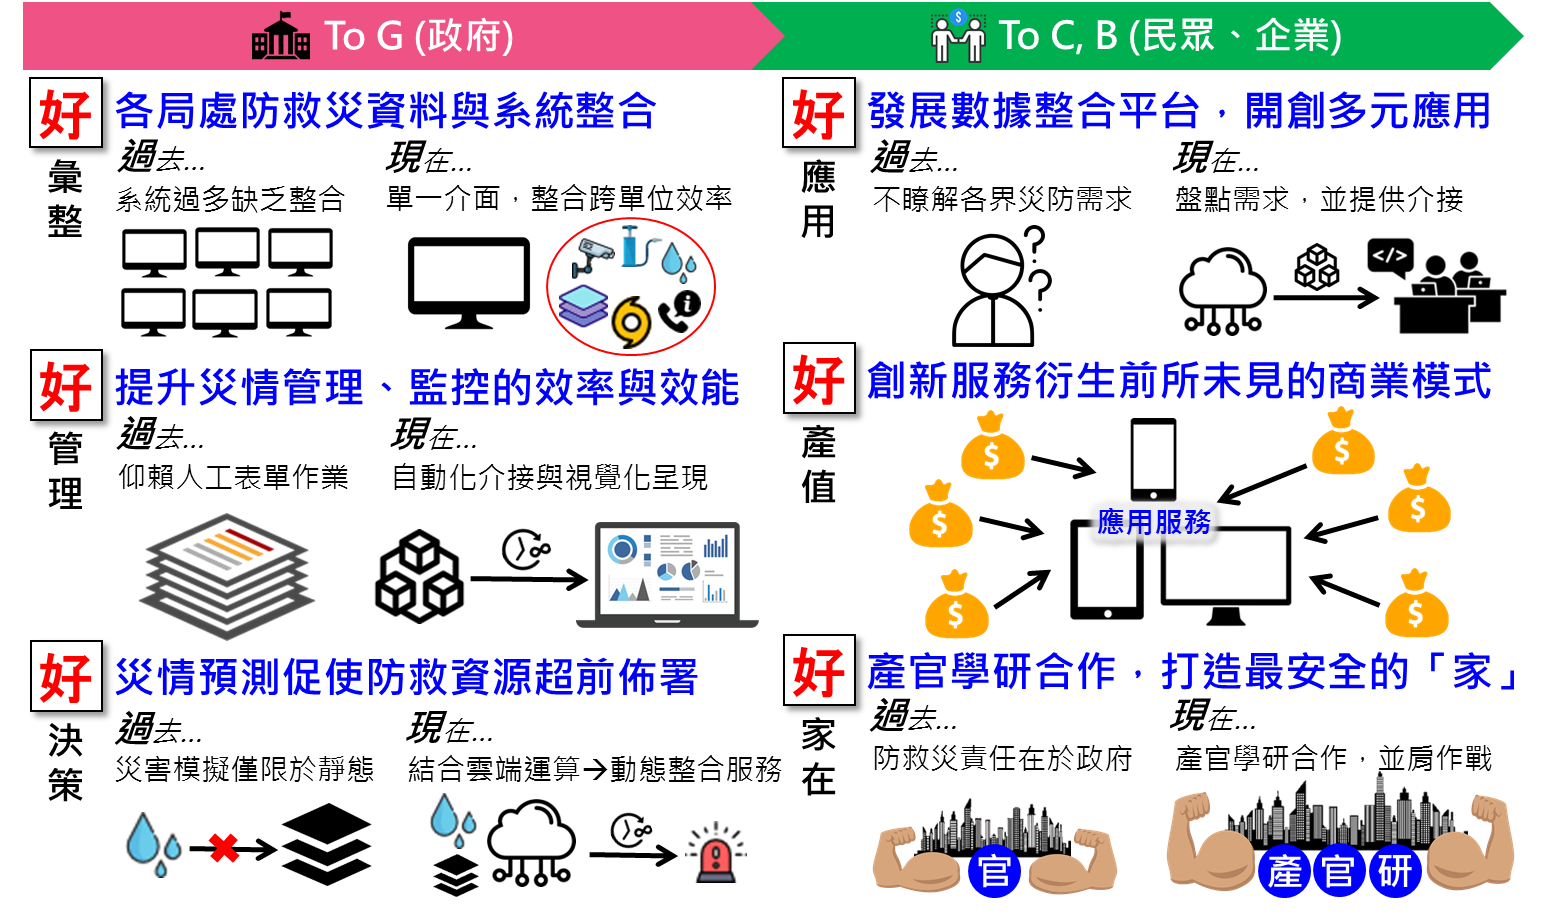 To G (政府)
To C, B (民眾、企業)
好
彙整
各局處防救災資料與系統整合
過去...
系統過多缺乏整合
現在...
單一介面，整合跨單位效率
好
管理
提升災情管理、監控的效率與效能
過去...
仰賴人工表單作業
現在...
自動化介接與視覺化呈現
好
決策
災情預測促使防救資源超前佈署
過去...
災害模擬僅限於靜態
現在...
結合雲端運算→動態整合服務
好
應用
發展數據整合平台，開創多元應用
過去...
不瞭解各界災防需求
現在...
盤點需求，並提供介接
</>
好
產值
創新服務衍生前所未見的商業模式
應用服務
好
家在
產官學研合作，打造最安全的「家」
過去...
防救災責任在於政府
官
現在...
產官學研合作，並肩作戰
產 官 研